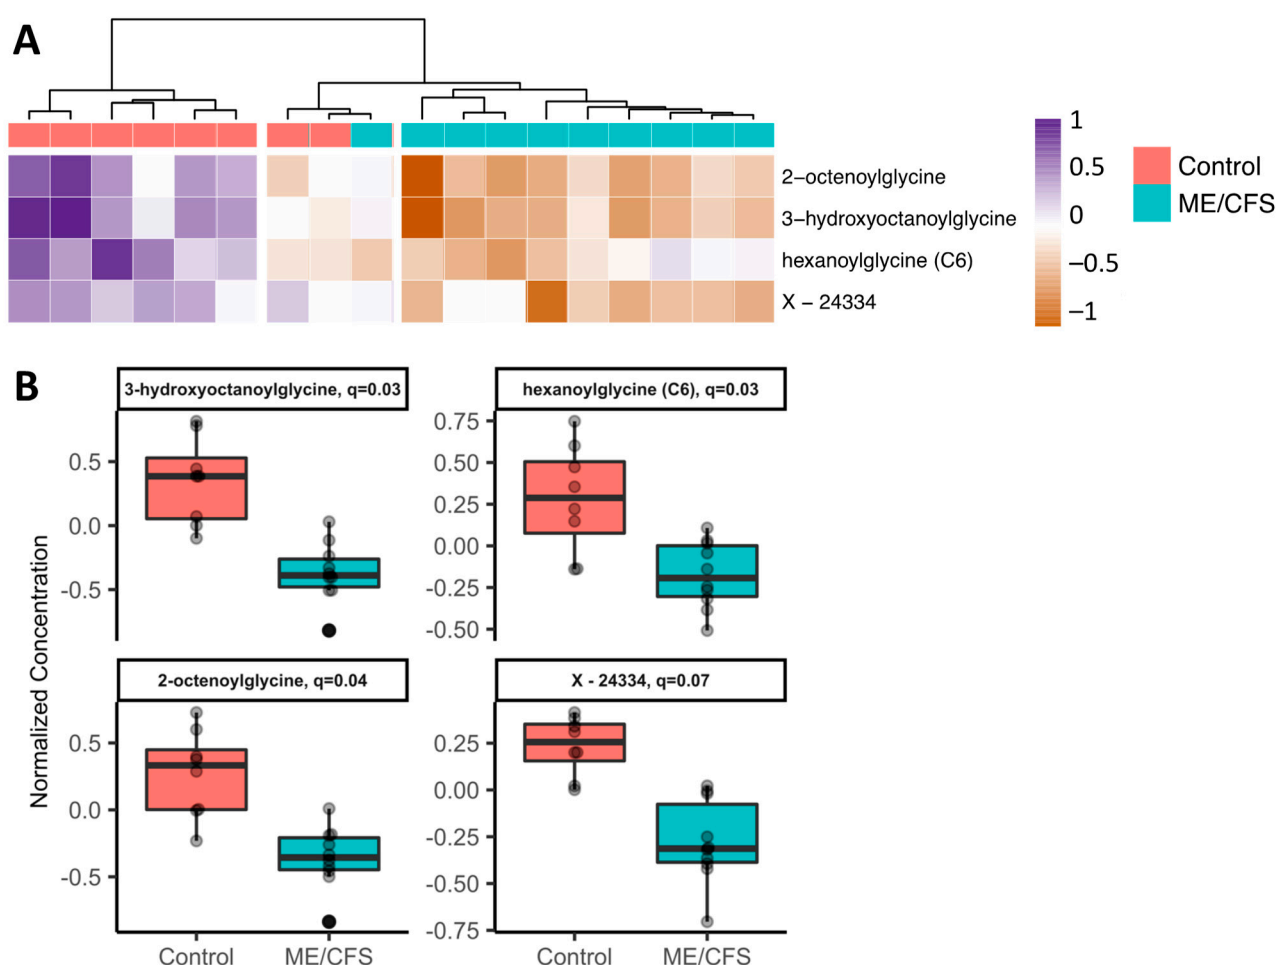 A
2−octenoylglycine
3−hydroxyoctanoylglycine
hexanoylglycine (C6)
X − 24334
1
0.5
0
−0.5
−1
Control
ME/CFS
B
Normalized Concentration
3-hydroxyoctanoylglycine, q=0.03
0.5
0.0
-0.5
hexanoylglycine (C6), q=0.03
0.75
0.50
0.25
0.00
-0.25
-0.50
2-octenoylglycine, q=0.04
0.5
0.0
-0.5
Control ME/CFS
X - 24334, q=0.07
0.25
0.00
-0.25
-0.50
-0.75
Control ME/CFS